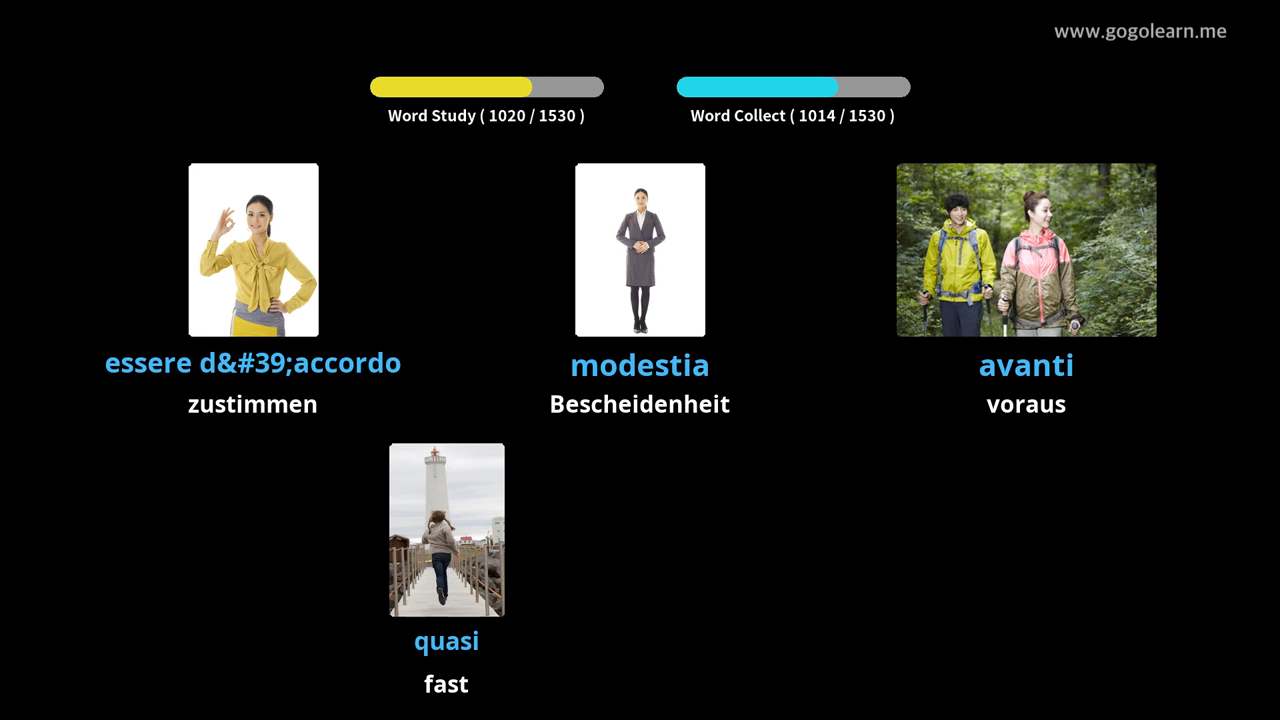 www.gogolearn.me
Word Study ( 1020 / 1530 )
Word Collect ( 1014 / 1530 )
essere d&#39;accordo
zustimmen
modestia
Bescheidenheit
avanti
voraus
quasi
fast